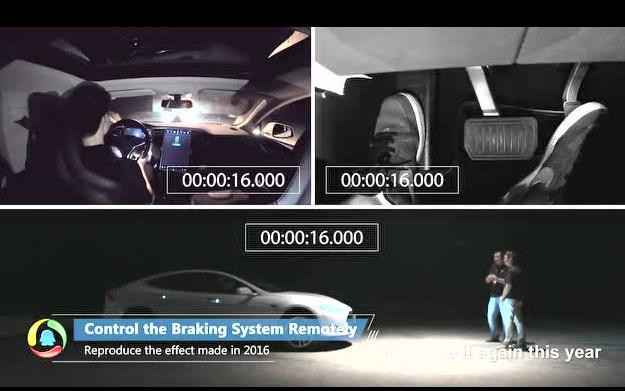 00:00:16.000
00:00:16.000
00:00:16.000
Control the Braking System Remotely
Reproduce the effect made in 2016
again this year